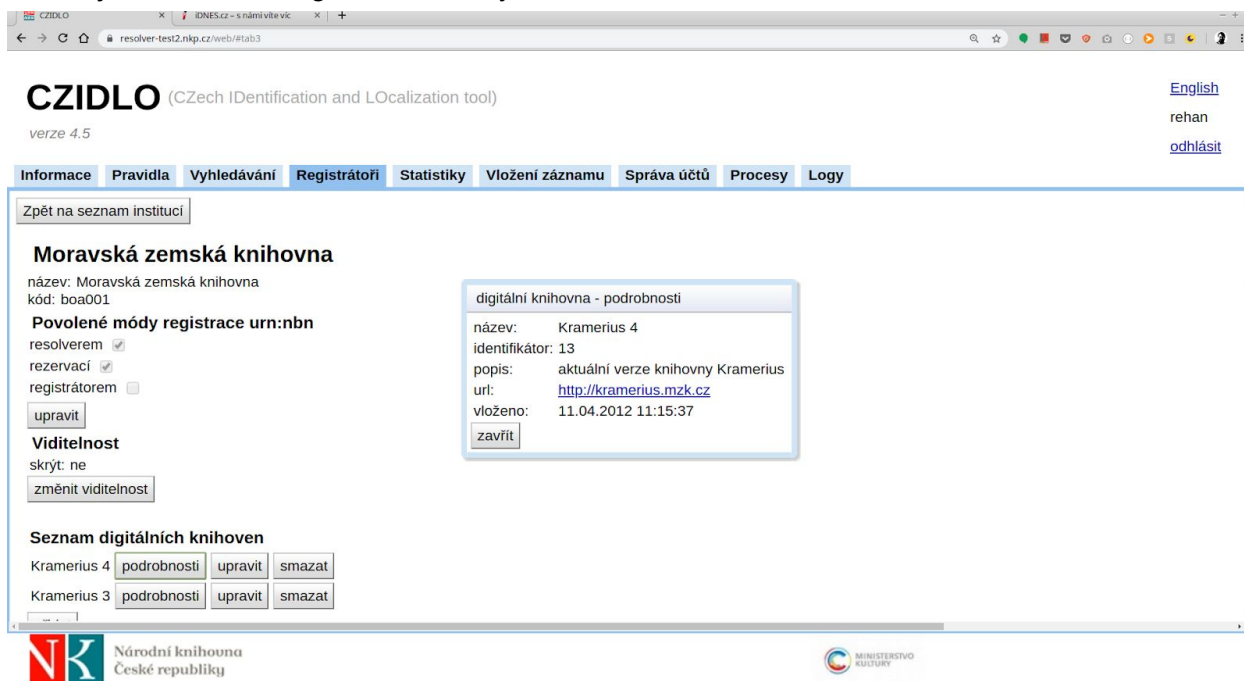 CZIDLO
iDNES.cz – s námi víte víc
resolver-test2.nkp.cz/web/#tab3
CZIDLO (CZech IDentification and LOcalization tool)
verze 4.5
English
rehan
odhlásit
Informace Pravidla Vyhledávání Registrátoři Statistiky Vložení záznamu Správa účtů Procesy Logy
Zpět na seznam institucí
Moravská zemská knihovna
název: Moravská zemská knihovna
kód: boa001
Povolené módy registrace urn:nbn
resolverem
rezervací
registrátorem
upravit
Viditelnost
skrýt: ne
změnit viditelnost
Seznam digitálních knihoven
Kramerius 4 podrobnosti upravit smazat
Kramerius 3 podrobnosti upravit smazat
digitální knihovna - podrobnosti
název: Kramerius 4
identifikátor: 13
popis: aktuální verze knihovny Kramerius
url: http://kramerius.mzk.cz
vloženo: 11.04.2012 11:15:37
zavřít
NK
Národní knihovna
České republiky
MINISTERSTVO
KULTURY